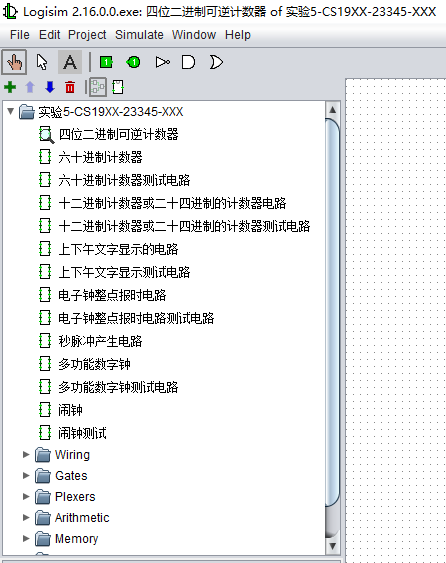 Logisim 2.16.0.0.exe: 四位二进制可逆计数器 of 实验5-CS19XX-23345-XXX
File Edit Project Simulate Window Help
A
实验5-CS19XX-23345-XXX
四位二进制可逆计数器
六十进制计数器
六十进制计数器测试电路
十二进制计数器或二十四进制的计数器电路
十二进制计数器或二十四进制的计数器测试电路
上下午文字显示的电路
上下午文字显示测试电路
电子钟整点报时电路
电子钟整点报时电路测试电路
秒脉冲产生电路
多功能数字钟
多功能数字钟测试电路
闹钟
闹钟测试
Wiring
Gates
Plexers
Arithmetic
Memory